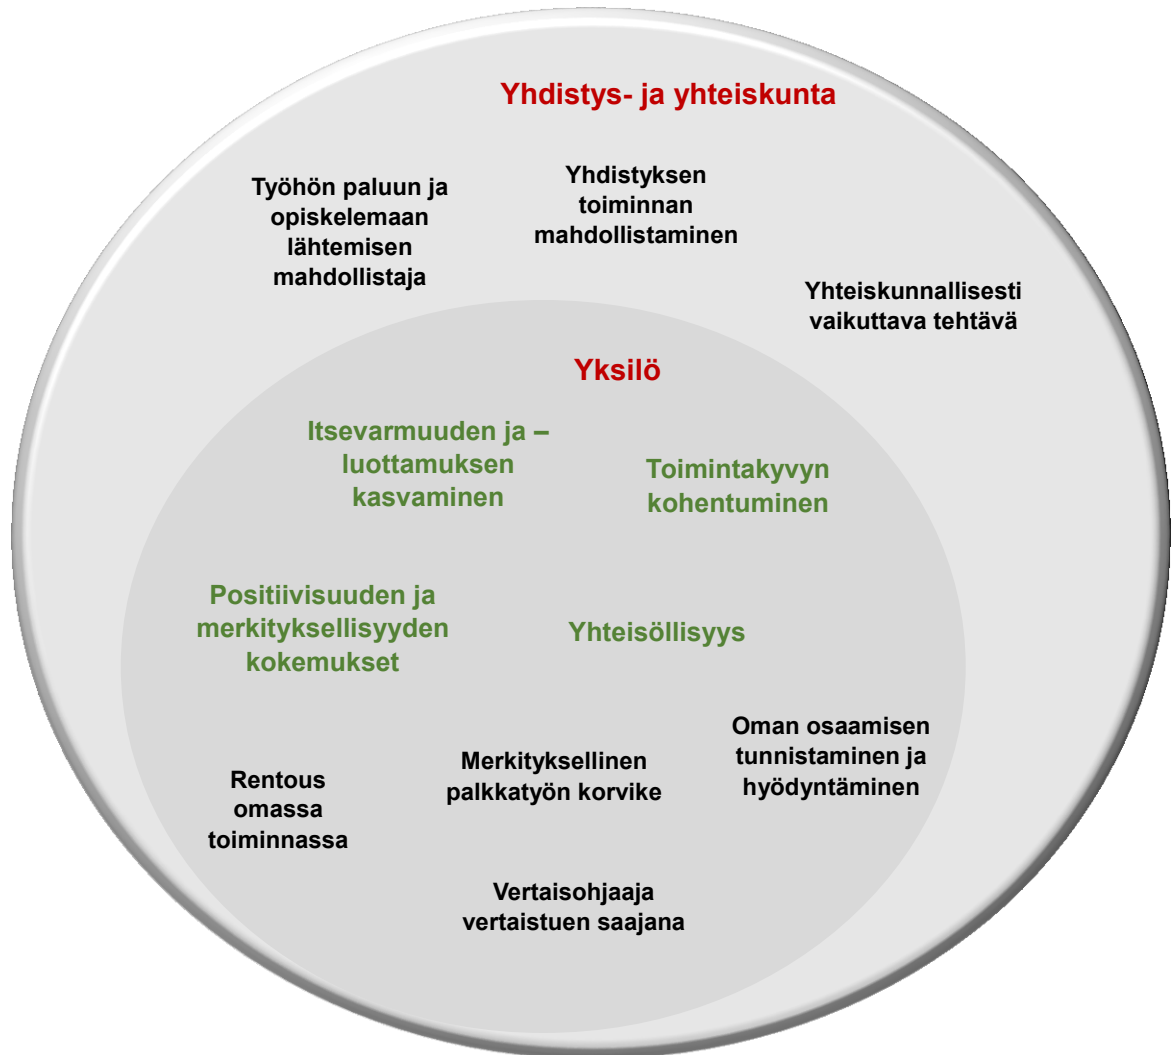 Yhdistys- ja yhteiskunta
Työhön paluun ja
opiskelemaan
lähtemisen
mahdollistaja
Yhdistyksen
toiminnan
mahdollistaminen
Yhteiskunnallisesti
vaikuttava tehtävä
Yksilö
Itsevarmuuden ja –
luottamuksen
kasvaminen
Toimintakyvyn
kohentuminen
Positiivisuuden ja
merkityksellisyyden
kokemukset
Yhteisöllisyys
Rentous
omassa
toiminnassa
Merkityksellinen
palkkatyön korvike
Oman osaamisen
tunnistaminen ja
hyödyntäminen
Vertaisohjaaja
vertaistuen saajana